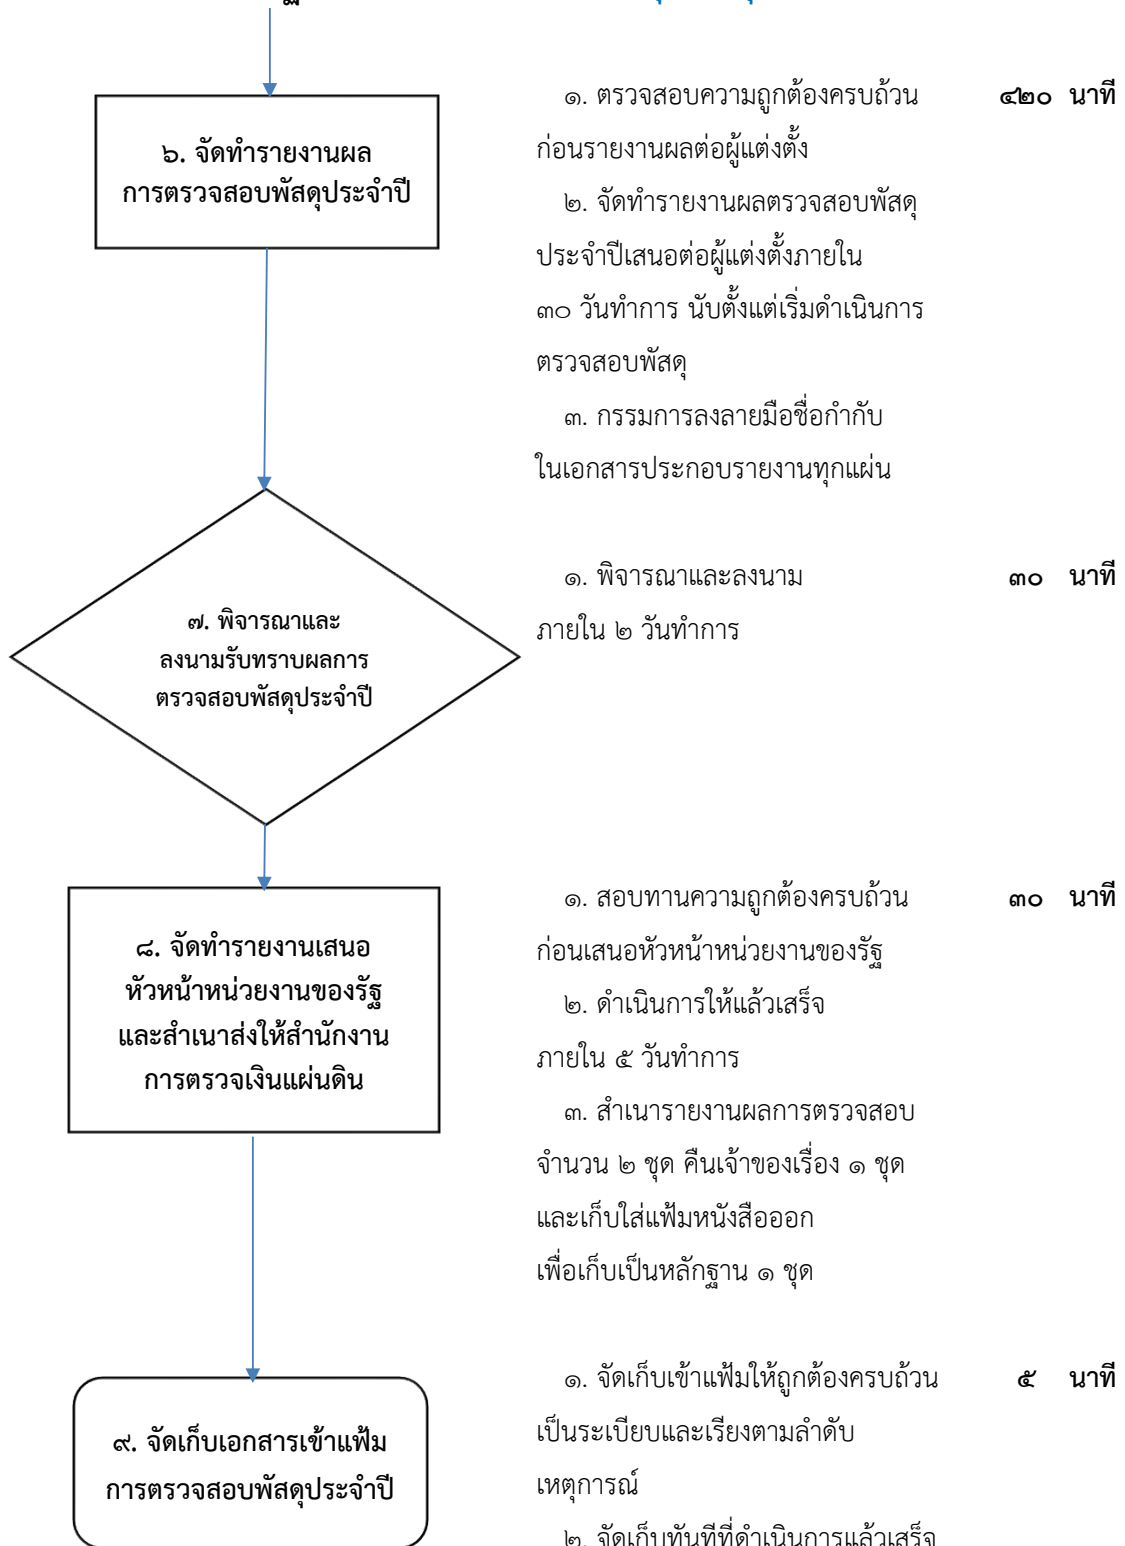 ๖. จัดทำรายงานผล
การตรวจสอบพัสดุประจำปี
๑. ตรวจสอบความถูกต้องครบถ้วน ๔๒๐ นาที
ก่อนรายงานผลต่อผู้แต่งตั้ง
๒. จัดทำรายงานผลตรวจสอบพัสดุ
ประจำปีเสนอต่อผู้แต่งตั้งภายใน
๓๐ วันทำการ นับตั้งแต่เริ่มดำเนินการ
ตรวจสอบพัสดุ
๓. กรรมการลงลายมือชื่อกำกับ
ในเอกสารประกอบรายงานทุกแผ่น
๗. พิจารณาและ
ลงนามรับทราบผลการ
ตรวจสอบพัสดุประจำปี
๑. พิจารณาและลงนาม ๓๐ นาที
ภายใน ๒ วันทำการ
๘. จัดทำรายงานเสนอ
หัวหน้าหน่วยงานของรัฐ
และสำเนาส่งให้สำนักงาน
การตรวจเงินแผ่นดิน
๑. สอบทานความถูกต้องครบถ้วน ๓๐ นาที
ก่อนเสนอหัวหน้าหน่วยงานของรัฐ
๒. ดำเนินการให้แล้วเสร็จ
ภายใน ๕ วันทำการ
๓. สำเนารายงานผลการตรวจสอบ
จำนวน ๒ ชุด คืนเจ้าของเรื่อง ๑ ชุด
และเก็บใส่แฟ้มหนังสือออก
เพื่อเก็บเป็นหลักฐาน ๑ ชุด
๙. จัดเก็บเอกสารเข้าแฟ้ม
การตรวจสอบพัสดุประจำปี
๑. จัดเก็บเข้าแฟ้มให้ถูกต้องครบถ้วน ๕ นาที
เป็นระเบียบและเรียงตามลำดับ
เหตุการณ์
๒. จัดเก็บทันทีที่ดำเนินการแล้วเสร็จ